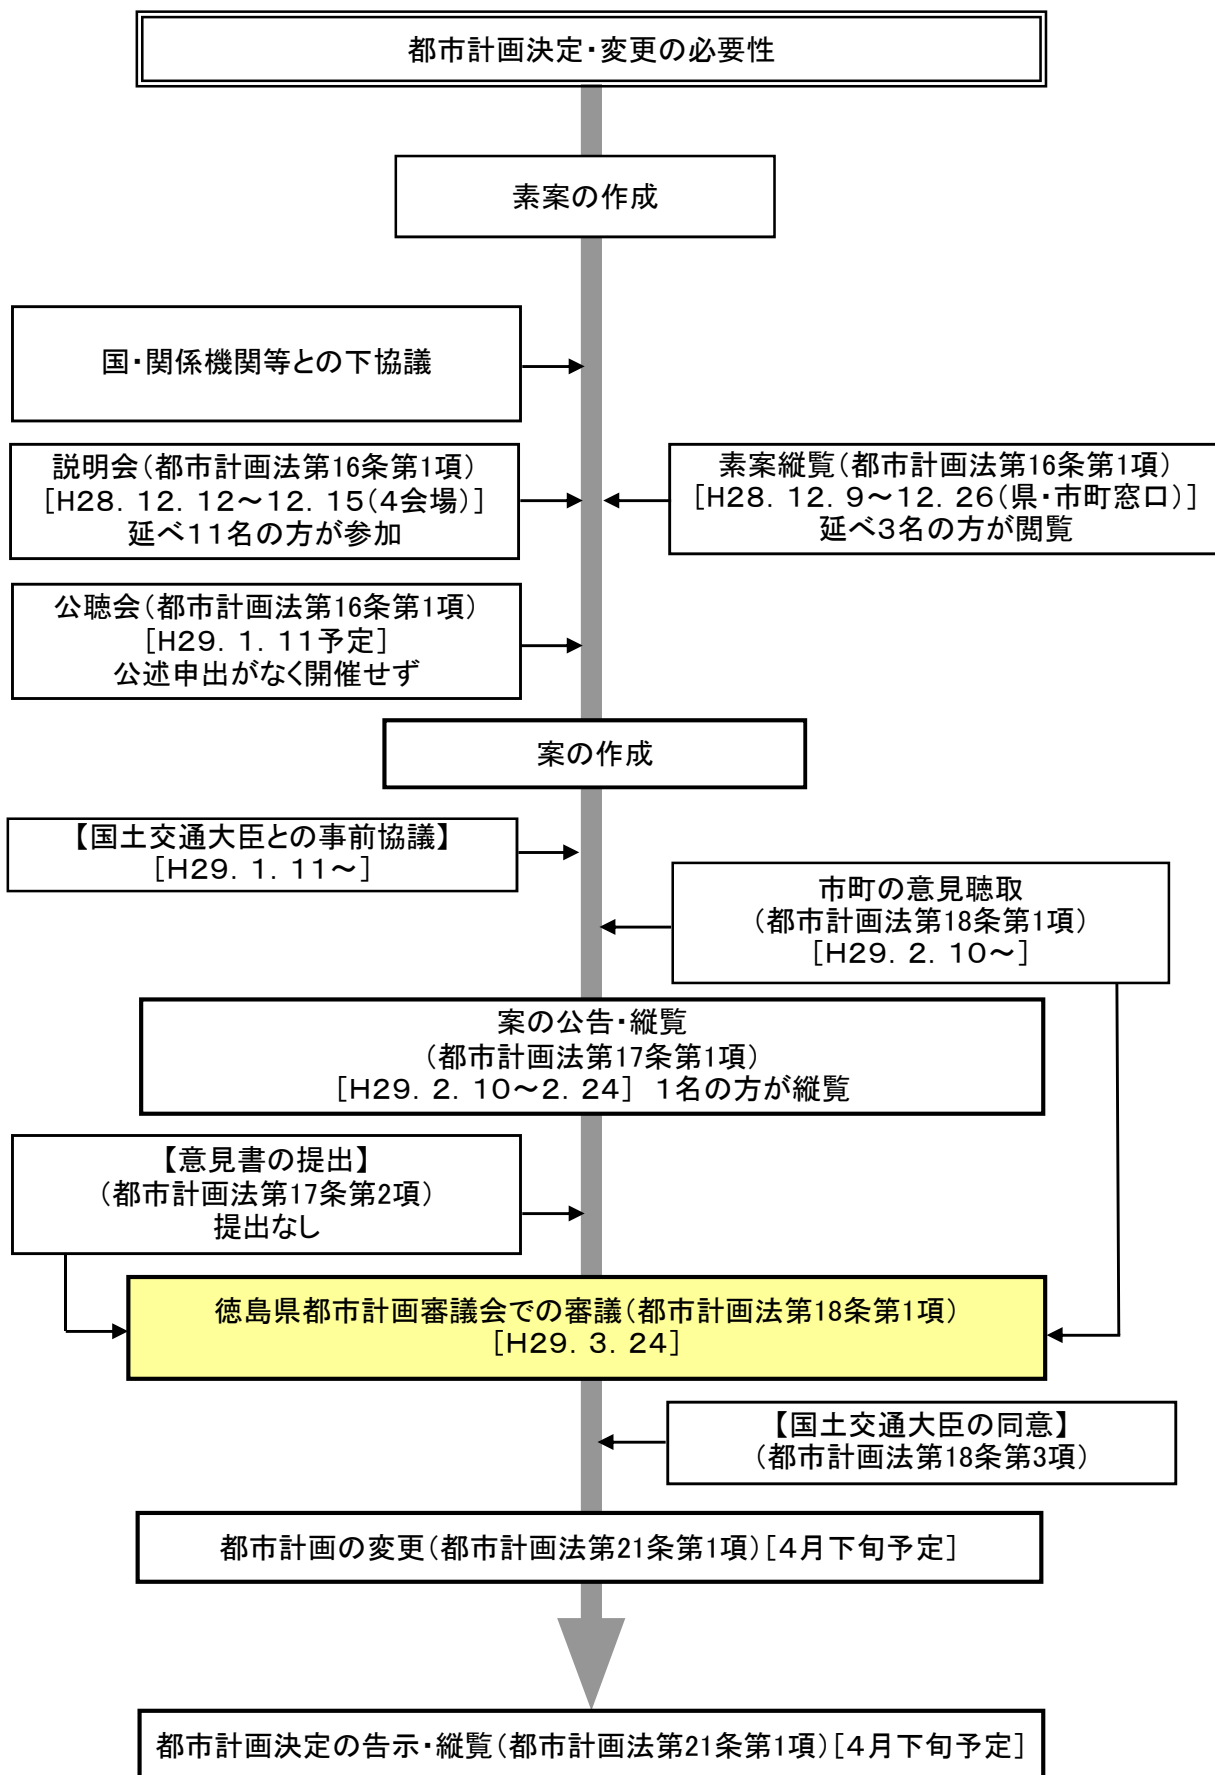 都市計画決定・変更の必要性
素案の作成
国・関係機関等との下協議
説明会(都市計画法第16条第1項)
[H28．12．12～12．15(4会場)]
延べ11名の方が参加
素案縦覧(都市計画法第16条第1項)
[H28．12．9～12．26(県・市町窓口)]
延べ3名の方が閲覧
公聴会(都市計画法第16条第1項)
[H29．1．11予定]
公述申出がなく開催せず
案の作成
【国土交通大臣との事前協議】
[H29．1．11～]
市町の意見聴取
(都市計画法第18条第1項)
[H29．2．10～]
案の公告・縦覧
(都市計画法第17条第1項)
[H29．2．10～2．24] 1名の方が縦覧
【意見書の提出】
(都市計画法第17条第2項)
提出なし
徳島県都市計画審議会での審議(都市計画法第18条第1項)
[H29．3．24]
【国土交通大臣の同意】
(都市計画法第18条第3項)
都市計画の変更(都市計画法第21条第1項)[4月下旬予定]
都市計画決定の告示・縦覧(都市計画法第21条第1項)[4月下旬予定]